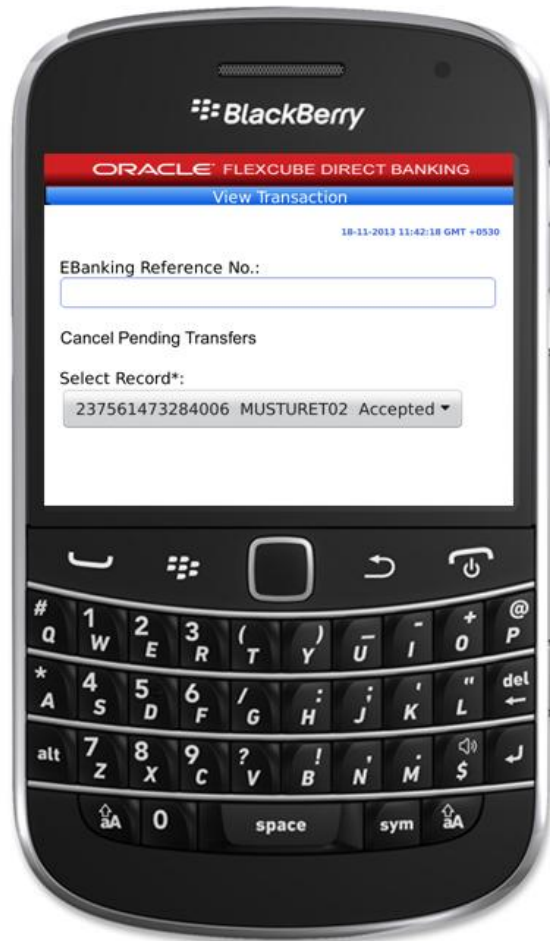 BlackBerry
ORACLE FLEXCUBE DIRECT BANKING
View Transaction
18-11-2013 11:42:18 GMT +0530
EBanking Reference No.:
Cancel Pending Transfers
Select Record*:
237561473284006 MUSTURET02 Accepted
# 1 2 3 ( ) _ - + @
Q W E R T Y U I O P
* 4 5 6 / : ; ' " del
A S D F G H J K L
alt 7 8 9 ? ! , .
Z X C V B N M $
aA 0 space sym aA